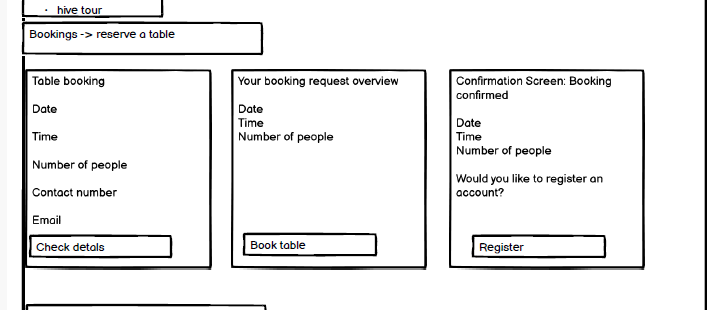 · hive tour
Bookings -> reserve a table
Table booking
Date
Time
Number of people
Contact number
Email
Check detals
Your booking request overview
Date
Time
Number of people
Book table
Confirmation Screen: Booking
confirmed
Date
Time
Number of people
Would you like to register an
account?
Register